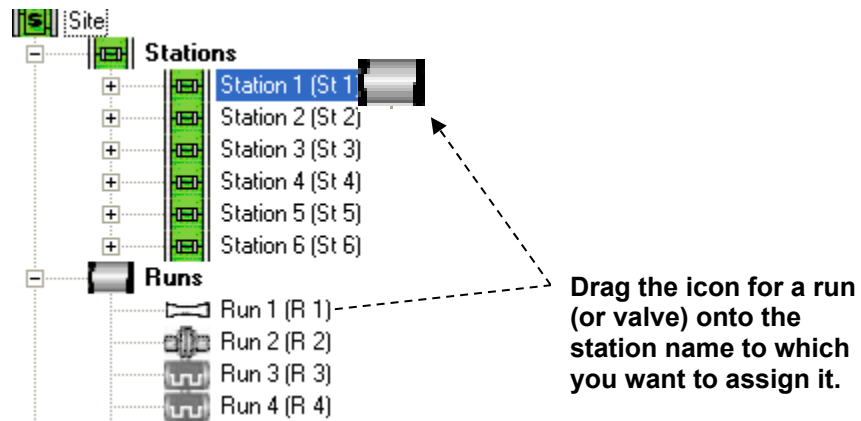 Site
Stations
Station 1 (St 1)
Station 2 (St 2)
Station 3 (St 3)
Station 4 (St 4)
Station 5 (St 5)
Station 6 (St 6)
Runs
Run 1 (R 1)
Run 2 (R 2)
Run 3 (R 3)
Run 4 (R 4)
Drag the icon for a run
(or valve) onto the
station name to which
you want to assign it.